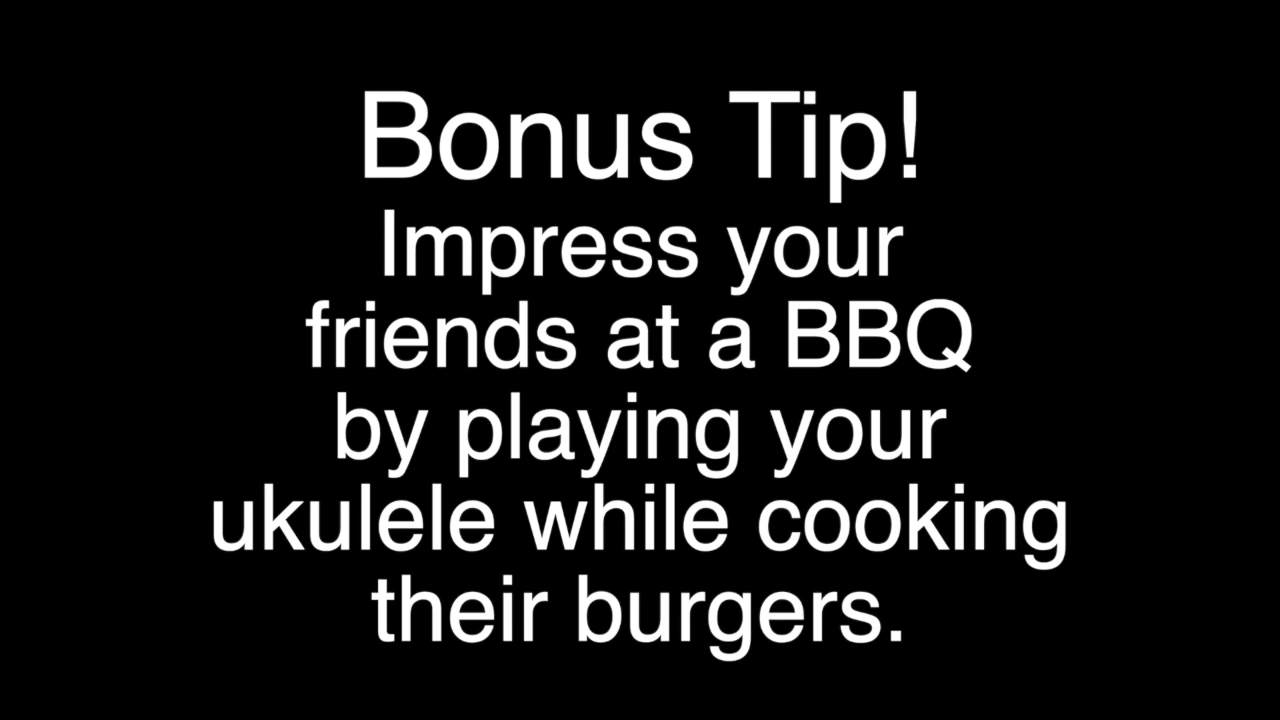 Bonus Tip!
Impress your
friends at a BBQ
by playing your
ukulele while cooking
their burgers.